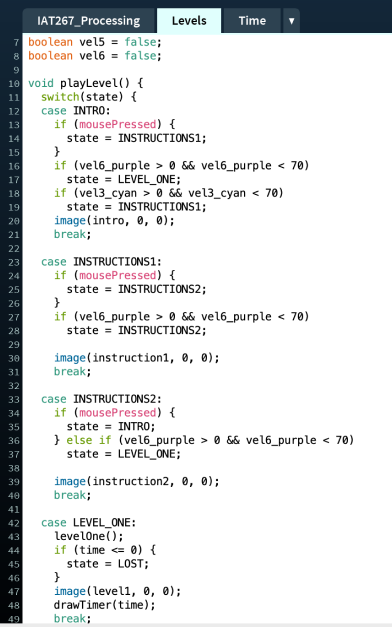 IAT267_Processing Levels Time ▼
7 boolean vel5 = false;
8 boolean vel6 = false;
9
10 void playLevel() {
11 switch(state) {
12 case INTRO:
13 if (mousePressed) {
14 state = INSTRUCTIONS1;
15 }
16 if (vel6_purple > 0 && vel6_purple < 70)
17 state = LEVEL_ONE;
18 if (vel3_cyan > 0 && vel3_cyan < 70)
19 state = INSTRUCTIONS1;
20 image(intro, 0, 0);
21 break;
22
23 case INSTRUCTIONS1:
24 if (mousePressed) {
25 state = INSTRUCTIONS2;
26 }
27 if (vel6_purple > 0 && vel6_purple < 70)
28 state = INSTRUCTIONS2;
29
30 image(instruction1, 0, 0);
31 break;
32
33 case INSTRUCTIONS2:
34 if (mousePressed) {
35 state = INTRO;
36 } else if (vel6_purple > 0 && vel6_purple < 70)
37 state = LEVEL_ONE;
38
39 image(instruction2, 0, 0);
40 break;
41
42 case LEVEL_ONE:
43 levelOne();
44 if (time <= 0) {
45 state = LOST;
46 }
47 image(level1, 0, 0);
48 drawTimer(time);
49 break;